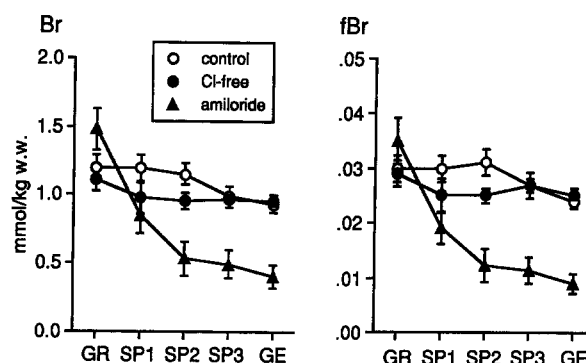 Br
fBr
2.0
1.5
1.0
0.5
0.0
mmol/kg w.w.
control
Cl-free
amiloride
GR SP1 SP2 SP3 GE
.05
.04
.03
.02
.01
.00
GR SP1 SP2 SP3 GE